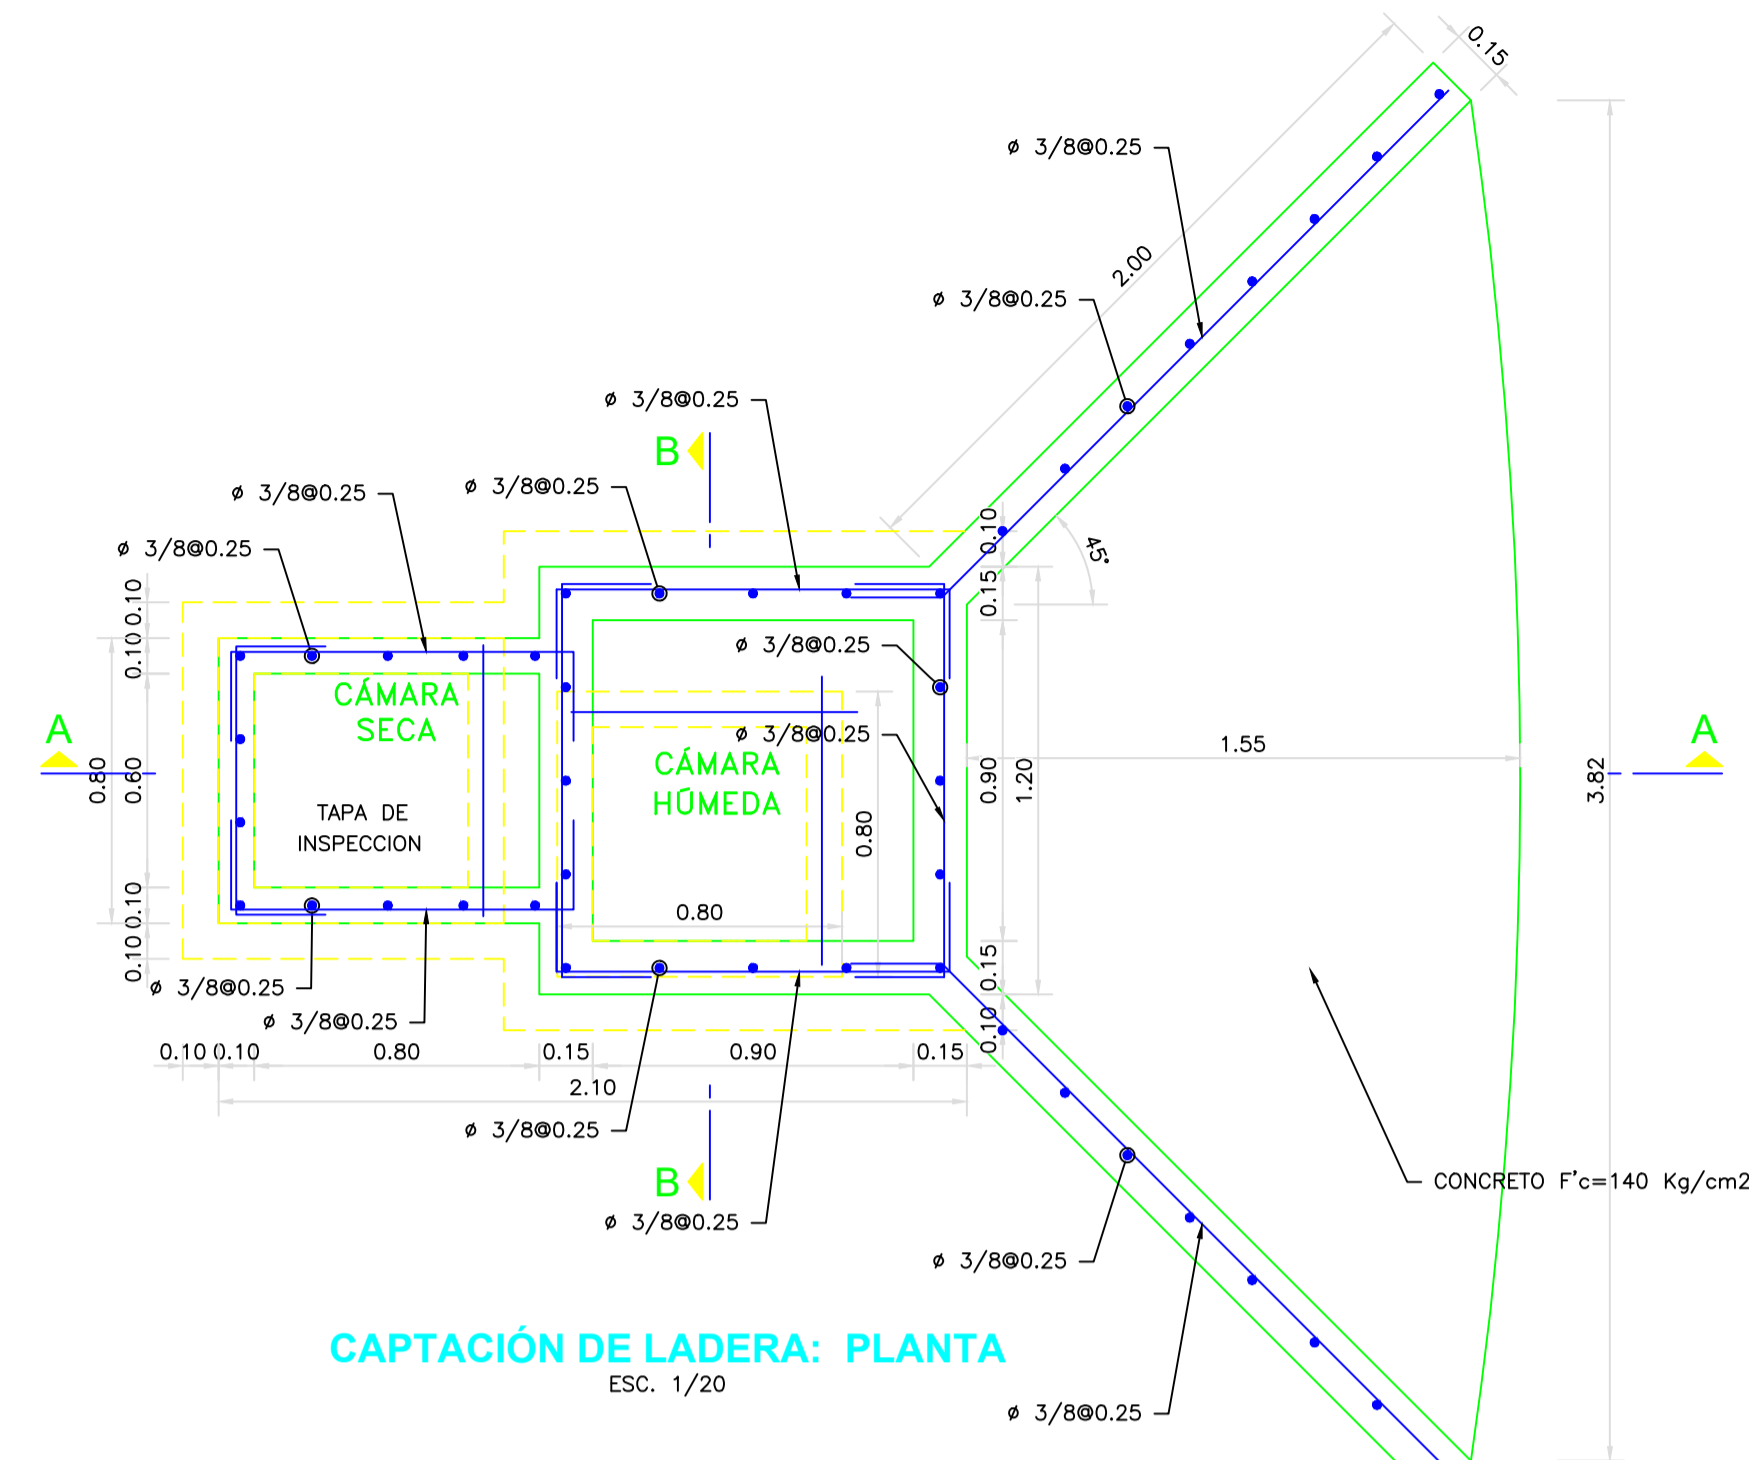 0.15
ø 3/8@0.25
2.00
ø 3/8@0.25
ø 3/8@0.25
B
ø 3/8@0.25
ø 3/8@0.25
ø 3/8@0.25
0.10
45°
0.15
0.10
0.10
ø 3/8@0.25
CÁMARA
SECA
A
ø 3/8@0.25
A
1.55
CÁMARA
HÚMEDA
0.80
0.60
0.90
1.20
3.82
TAPA DE
INSPECCION
0.80
0.10
0.80
0.10
0.15
ø 3/8@0.25
ø 3/8@0.25
0.10
0.10
0.10
0.80
0.15
0.90
0.15
2.10
ø 3/8@0.25
B
CONCRETO F'c=140 Kg/cm2
ø 3/8@0.25
ø 3/8@0.25
CAPTACIÓN DE LADERA: PLANTA
ESC. 1/20
ø 3/8@0.25